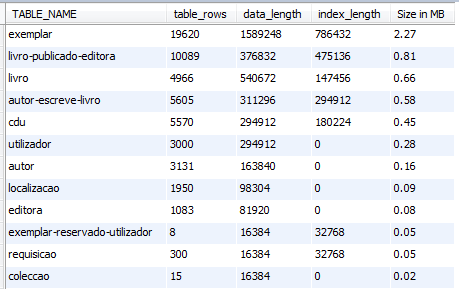 TABLE_NAME table_rows data_length index_length Size in MB
exemplar 19620 1589248 786432 2.27
livro-publicado-editora 10089 376832 475136 0.81
livro 4966 540672 147456 0.66
autor-escreve-livro 5605 311296 294912 0.58
cdu 5570 294912 180224 0.45
utilizador 3000 294912 0 0.28
autor 3131 163840 0 0.16
localizacao 1950 98304 0 0.09
editora 1083 81920 0 0.08
exemplar-reservado-utilizador 8 16384 32768 0.05
requisicao 300 16384 32768 0.05
coleccao 15 16384 0 0.02